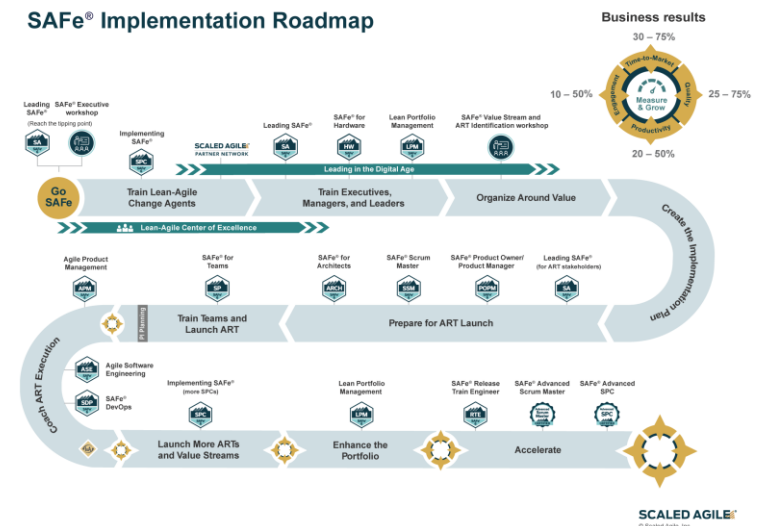 SAFe® Implementation Roadmap
Business results
30 – 75%
Time-to-Market
10 – 50%
Engagement
Measure
& Grow
Quality
25 – 75%
Productivity
20 – 50%
Leading
SAFe®
SAFe® Executive
workshop
(Reach the tipping point)
SA
Implementing
SAFe®
SPC
SCALED AGILE
PARTNER NETWORK
Leading SAFe®
SA
SAFe® for
Hardware
HW
Lean Portfolio
Management
LPM
SAFe® Value Stream and
ART Identification workshop
Leading in the Digital Age
Go
SAFe
Train Lean-Agile
Change Agents
Train Executives,
Managers, and Leaders
Organize Around Value
Create the Implementation Plan
Lean-Agile Center of Excellence
Agile Product
Management
APM
SAFe® for
Teams
SP
SAFe® for
Architects
ARCH
SAFe® Scrum
Master
SSM
SAFe® Product Owner/
Product Manager
POPM
Leading SAFe®
(for ART stakeholders)
SA
PI Planning
Train Teams and
Launch ART
Prepare for ART Launch
Coach ART Execution
ASE
Agile Software
Engineering
SDP
SAFe®
DevOps
Implementing SAFe®
(more SPCs)
SPC
Lean Portfolio
Management
LPM
SAFe® Release
Train Engineer
RTE
SAFe® Advanced
Scrum Master
SAFe® Advanced
SPC
SPC
Launch More ARTs
and Value Streams
Enhance the
Portfolio
Accelerate
SCALED AGILE
© Scaled Agile, Inc.